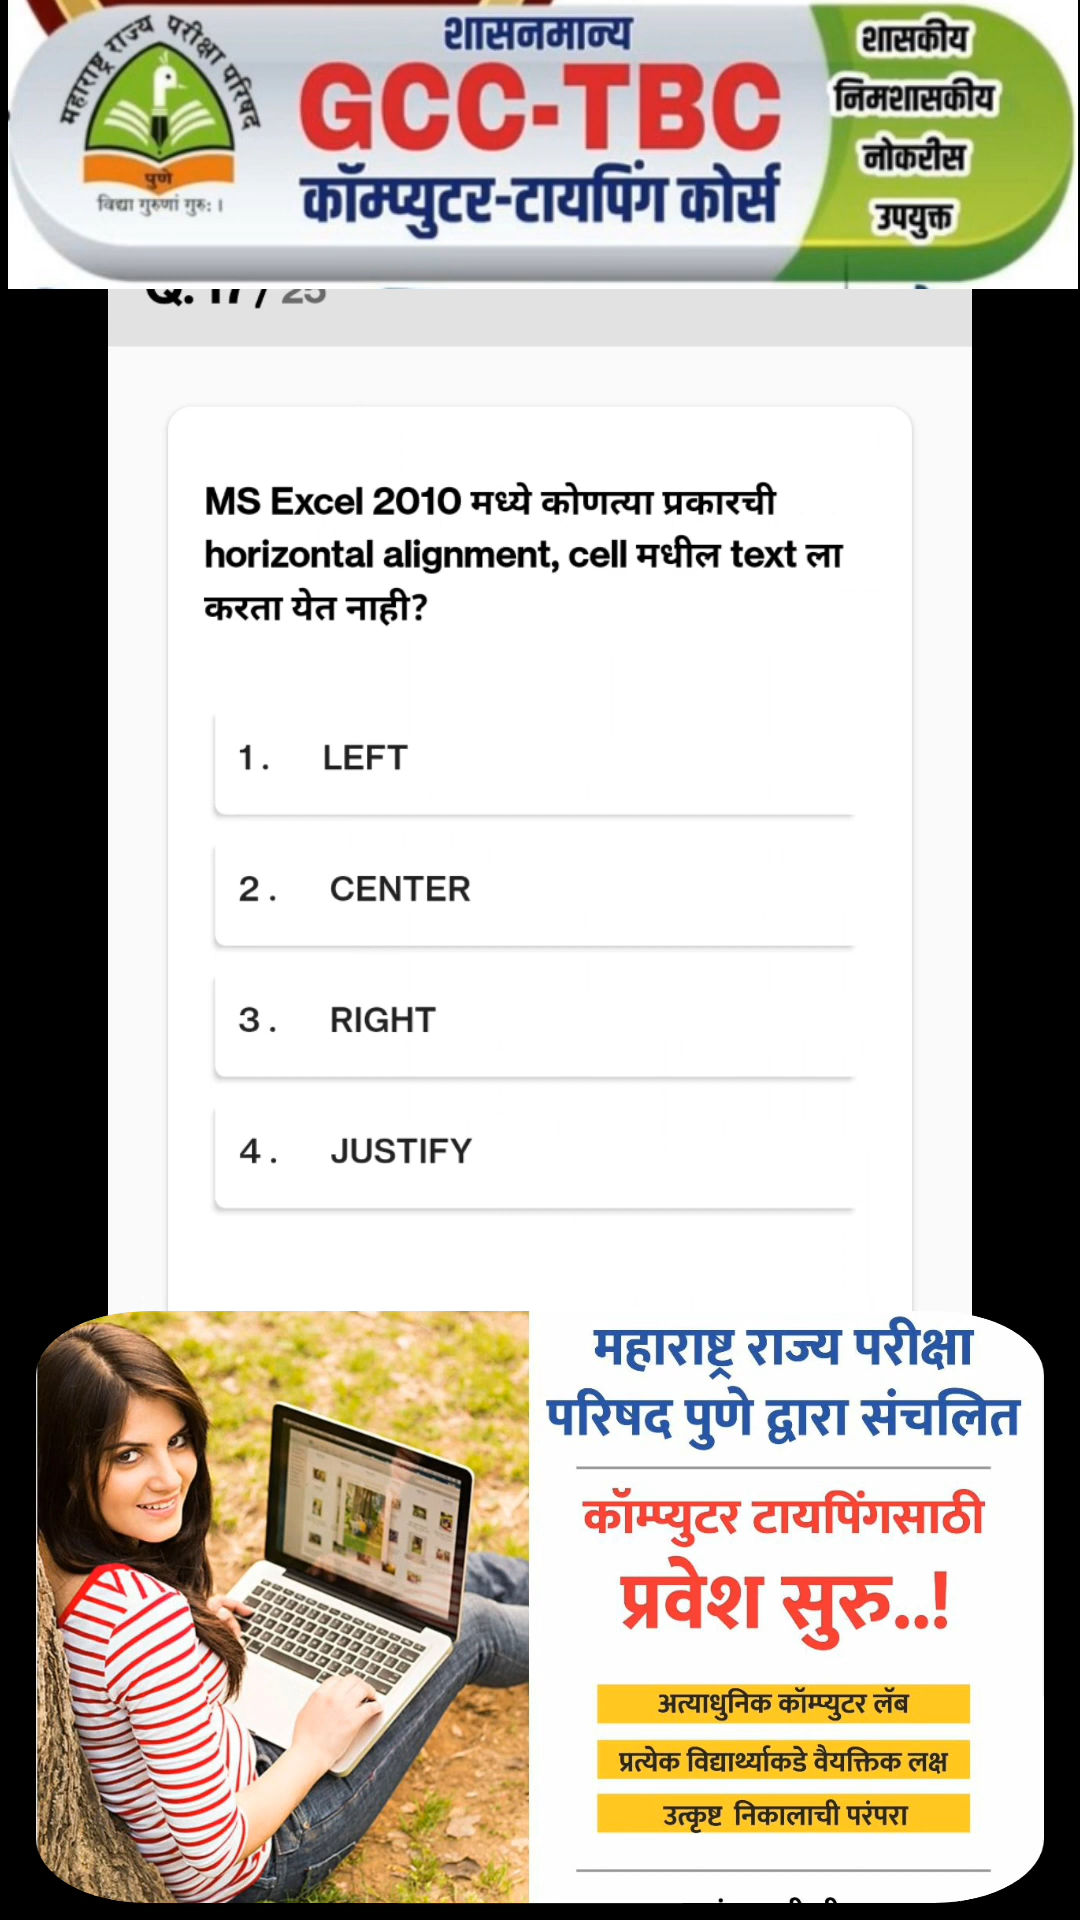 महाराष्ट्र राज्य परीक्षा परिषद
पुणे
विद्या गुरुणां गुरुः।
शासनमान्य
GCC-TBC
कॉम्प्युटर-टायपिंग कोर्स
शासकीय
निमशासकीय
नोकरीस
उपयुक्त
17 / 25
MS Excel 2010 मध्ये कोणत्या प्रकारची
horizontal alignment, cell मधील text ला
करता येत नाही?
1. LEFT
2. CENTER
3. RIGHT
4. JUSTIFY
महाराष्ट्र राज्य परीक्षा
परिषद पुणे द्वारा संचलित
कॉम्प्युटर टायपिंगसाठी
प्रवेश सुरु..!
अत्याधुनिक कॉम्प्युटर लॅब
प्रत्येक विद्यार्थ्याकडे वैयक्तिक लक्ष
उत्कृष्ट निकालाची परंपरा